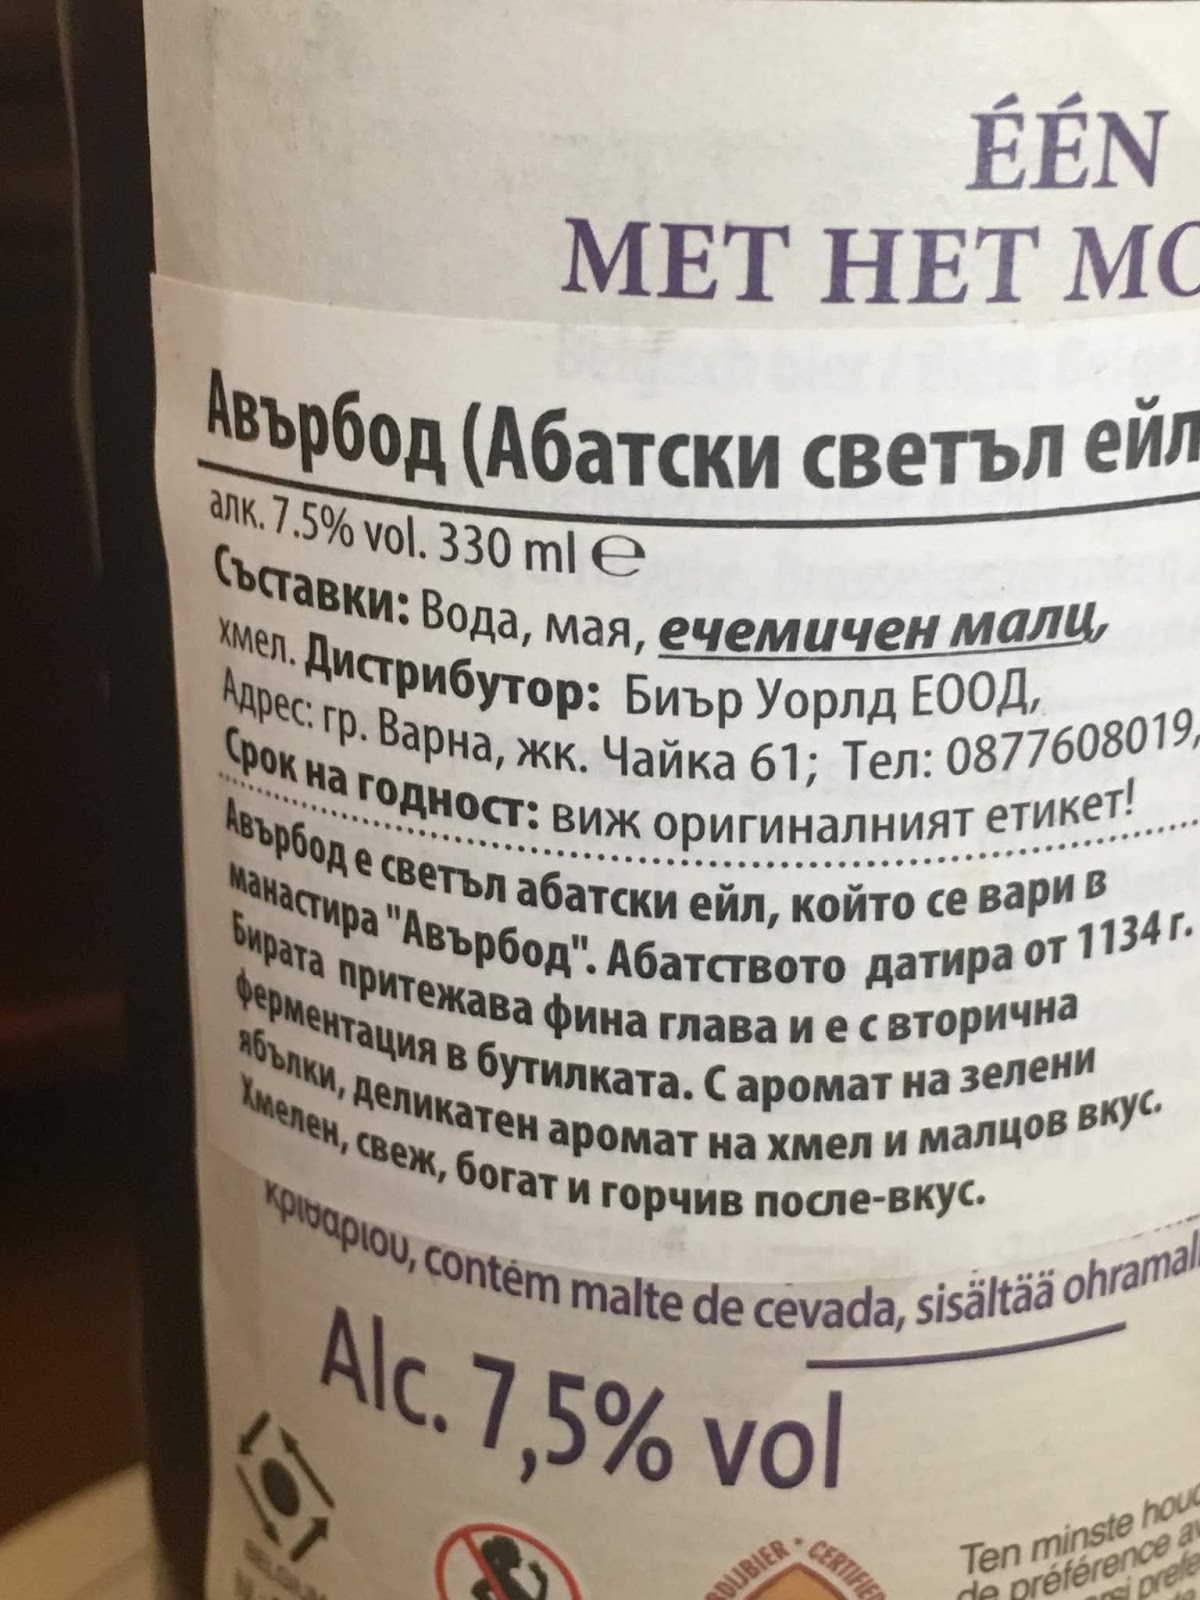 ÉÉN
MET HET MO
Авърбод (Абатски светъл ейл
алк. 7.5% vol. 330 ml ℮
Съставки: Вода, мая, ечемичен малц,
хмел. Дистрибутор: Биър Уорлд ЕООД,
Адрес: гр. Варна, жк. Чайка 61; Тел: 0877608019,
Срок на годност: виж оригиналният етикет!
Авърбод е светъл абатски ейл, който се вари в
манастира "Авърбод". Абатството датира от 1134 г.
Бирата притежава фина глава и е с вторична
ферментация в бутилката. С аромат на зелени
ябълки, деликатен аромат на хмел и малцов вкус.
Хмелен, свеж, богат и горчив после-вкус.
κριθαριου, contém malte de cevada, sisältää ohramal
Alc. 7,5% vol
CERTIFIE
Ten minste houd
de préférence av